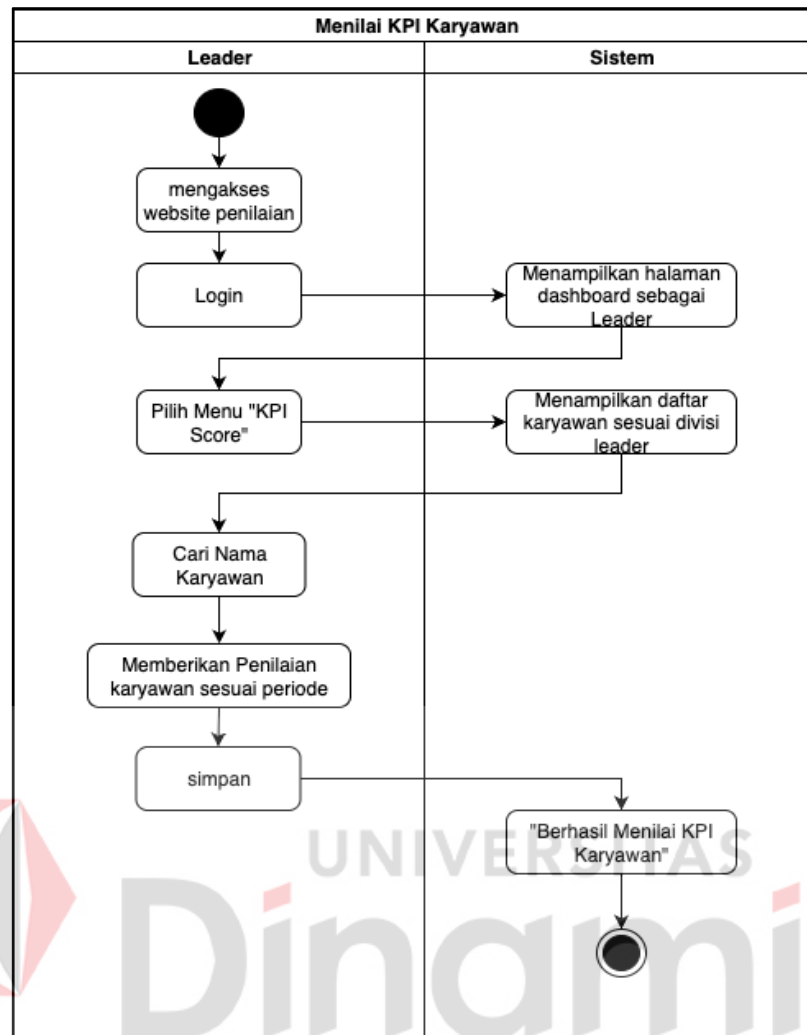 Menilai KPI Karyawan
Leader
Sistem
mengakses
website penilaian
Login
Menampilkan halaman
dashboard sebagai
Leader
Pilih Menu "KPI
Score"
Menampilkan daftar
karyawan sesuai divisi
leader
Cari Nama
Karyawan
Memberikan Penilaian
karyawan sesuai periode
simpan
"Berhasil Menilai KPI
Karyawan"
UNIVERSITAS
Dinami